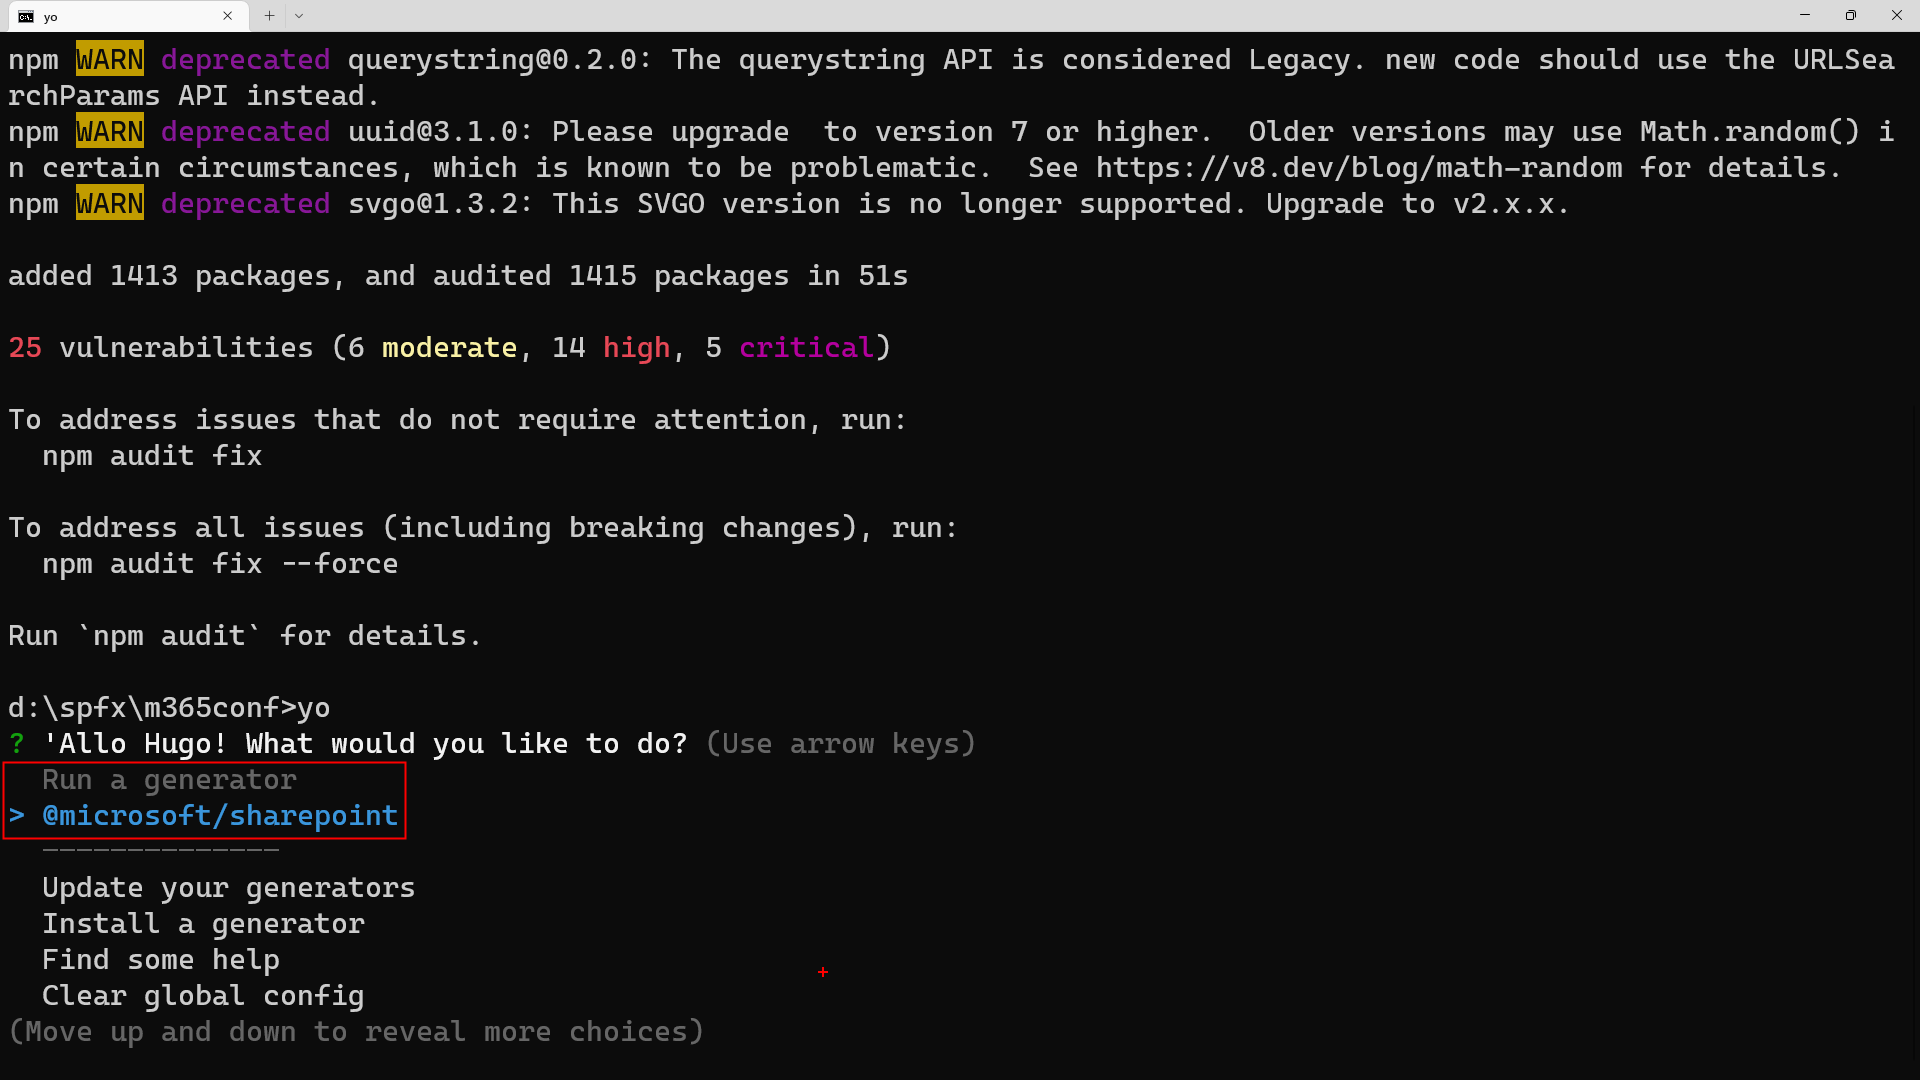 yo
npm WARN deprecated querystring@0.2.0: The querystring API is considered Legacy. new code should use the URLSea
rchParams API instead.
npm WARN deprecated uuid@3.1.0: Please upgrade  to version 7 or higher.  Older versions may use Math.random() i
n certain circumstances, which is known to be problematic.  See https://v8.dev/blog/math-random for details.
npm WARN deprecated svgo@1.3.2: This SVGO version is no longer supported. Upgrade to v2.x.x.
added 1413 packages, and audited 1415 packages in 51s
25 vulnerabilities (6 moderate, 14 high, 5 critical)
To address issues that do not require attention, run:
  npm audit fix
To address all issues (including breaking changes), run:
  npm audit fix --force
Run `npm audit` for details.
d:\spfx\m365conf>yo
? 'Allo Hugo! What would you like to do? (Use arrow keys)
  Run a generator
> @microsoft/sharepoint
  ──────────────
  Update your generators
  Install a generator
  Find some help
  Clear global config
(Move up and down to reveal more choices)